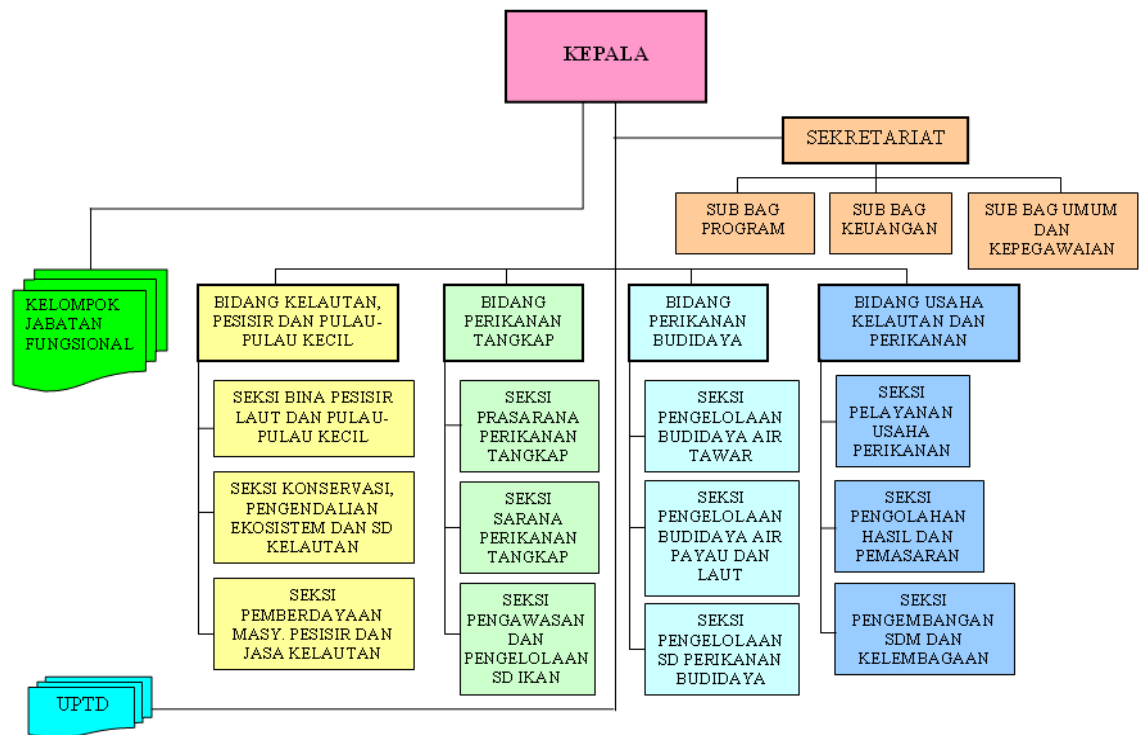 KEPALA
SEKRETARIAT
SUB BAG
PROGRAM
SUB BAG
KEUANGAN
SUB BAG UMUM
DAN
KEPEGAWAIAN
KELOMPOK
JABATAN
FUNGSIONAL
BIDANG KELAUTAN,
PESISIR DAN PULAU-
PULAU KECIL
BIDANG
PERIKANAN
TANGKAP
BIDANG
PERIKANAN
BUDIDAYA
BIDANG USAHA
KELAUTAN DAN
PERIKANAN
SEKSI BINA PESISIR
LAUT DAN PULAU-
PULAU KECIL
SEKSI
PRASARANA
PERIKANAN
TANGKAP
SEKSI
PENGELOLAAN
BUDIDAYA AIR
TAWAR
SEKSI
PELAYANAN
USAHA
PERIKANAN
SEKSI KONSERVASI,
PENGENDALIAN
EKOSISTEM DAN SD
KELAUTAN
SEKSI
SARANA
PERIKANAN
TANGKAP
SEKSI
PENGELOLAAN
BUDIDAYA AIR
PAYAU DAN
LAUT
SEKSI
PENGOLAHAN
HASIL DAN
PEMASARAN
SEKSI
PEMBERDAYAAN
MASY. PESISIR DAN
JASA KELAUTAN
SEKSI
PENGAWASAN
DAN
PENGELOLAAN
SD IKAN
SEKSI
PENGELOLAAN
SD PERIKANAN
BUDIDAYA
SEKSI
PENGEMBANGAN
SDM DAN
KELEMBAGAAN
UPTD